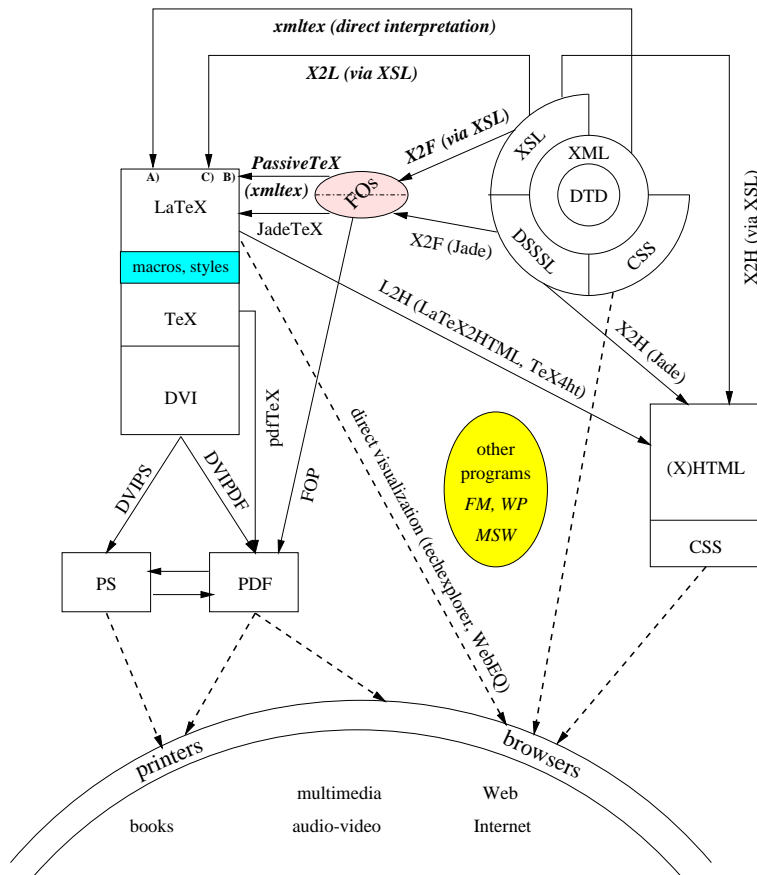 xmltex (direct interpretation)
X2L (via XSL)
X2F (via XSL)
XSL
XML
DTD
DSSSL
CSS
X2H (via XSL)
A)
C)
B)
PassiveTeX
(xmltex)
FOs
LaTeX
JadeTeX
X2F (Jade)
macros, styles
L2H (LaTeX2HTML, TeX4ht)
X2H (Jade)
TeX
DVI
pdfTeX
direct visualization (techexplorer, WebEQ)
other
programs
FM, WP
MSW
(X)HTML
CSS
DVIPS
DVIPDF
FOP
PS
PDF
printers
browsers
multimedia
Web
books
audio-video
Internet